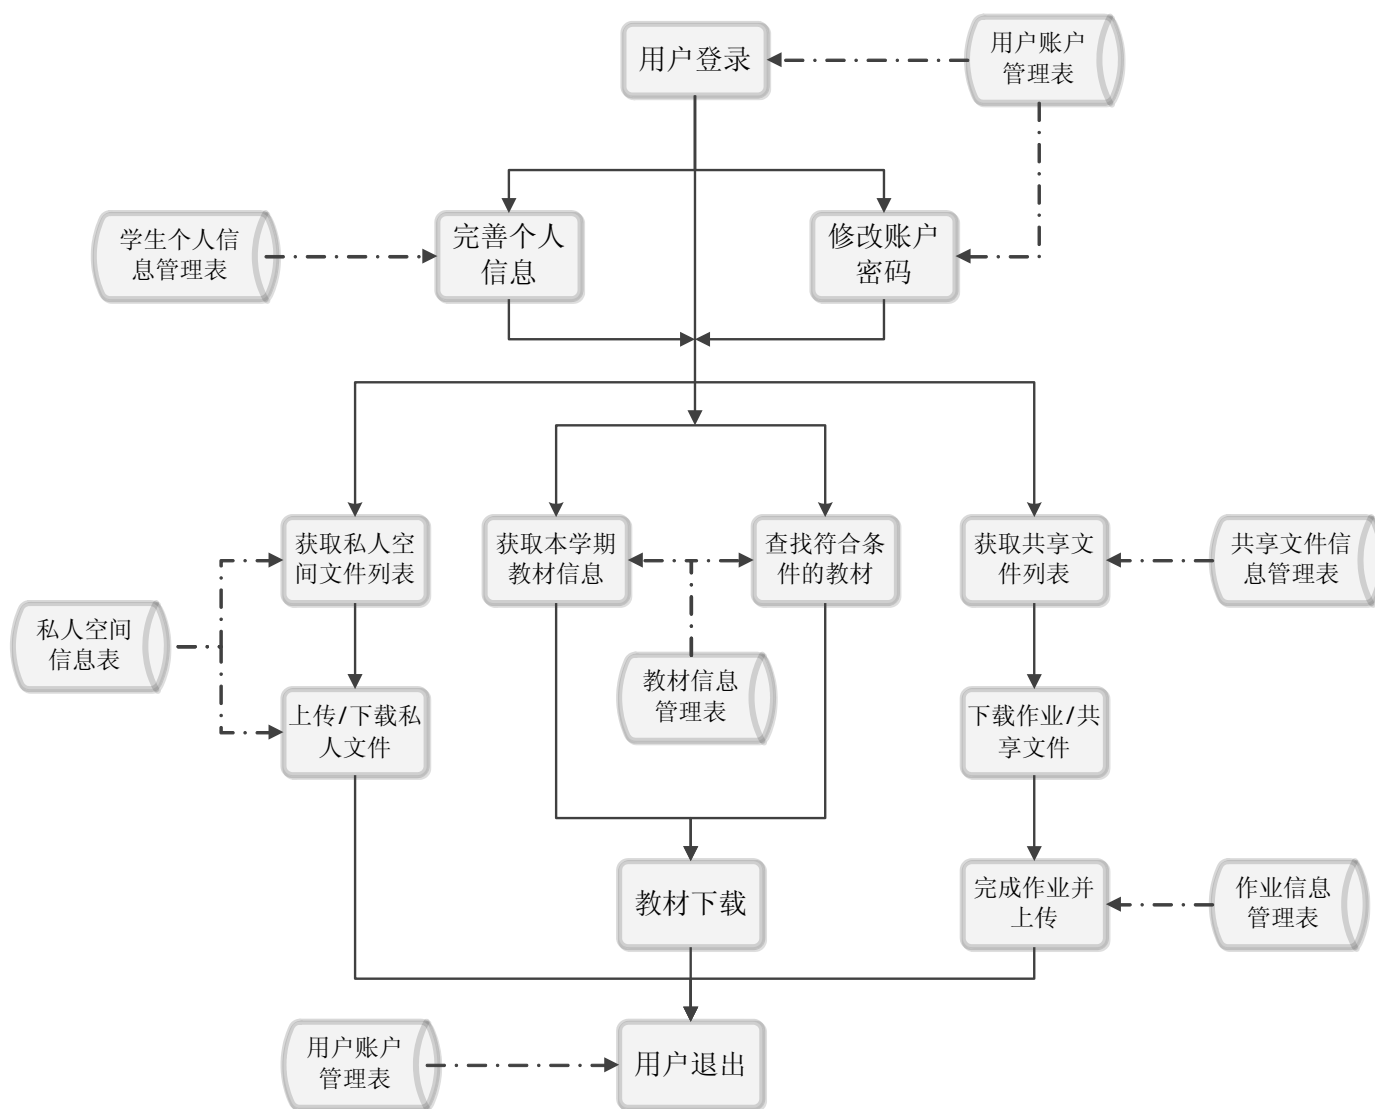 用户登录
用户账户
管理表
学生个人信
息管理表
完善个人
信息
修改账户
密码
获取私人空
间文件列表
获取本学期
教材信息
查找符合条
件的教材
获取共享文
件列表
共享文件信
息管理表
私人空间
信息表
上传/下载私
人文件
教材信息
管理表
下载作业/共
享文件
教材下载
完成作业并
上传
作业信息
管理表
用户账户
管理表
用户退出